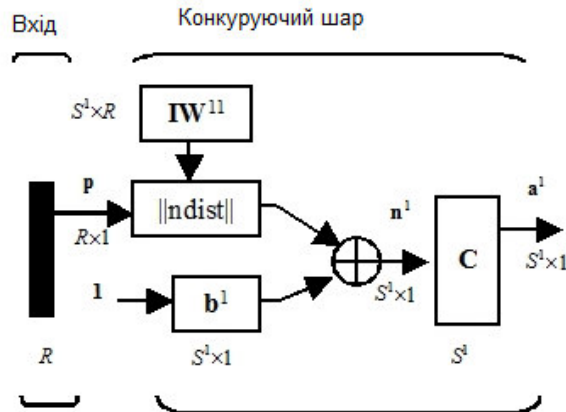 Вхід
Конкуруючий шар
S¹×R
IW¹¹
p
||ndist||
n¹
a¹
R×1
C
1
b¹
S¹×1
S¹×1
R
S¹×1
S¹